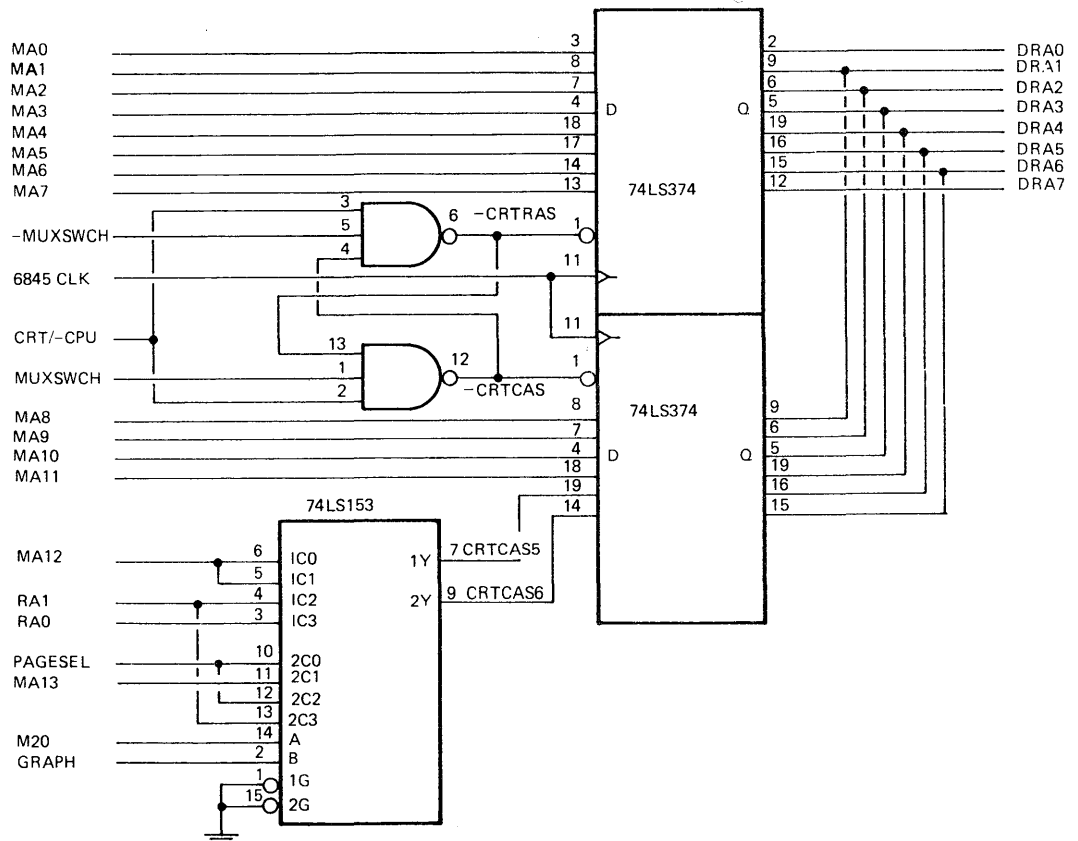 MA0 3 2 DRA0
MA1 8 9 DRA1
MA2 7 6 DRA2
MA3 4 D Q 5 DRA3
MA4 18 19 DRA4
MA5 17 16 DRA5
MA6 14 15 DRA6
MA7 13 74LS374 12 DRA7
3
6 -CRTRAS 1
-MUXSWCH 5
4
6845 CLK 11
CRT/-CPU 11
13
12 1
MUXSWCH 1 -CRTCAS
2
74LS374
MA8 8 9
MA9 7 6
MA10 4 D Q 5
MA11 18 19
19 16
14 15
74LS153
MA12 6 IC0 1Y 7 CRTCAS5
5 IC1
RA1 4 IC2 2Y 9 CRTCAS6
RA0 3 IC3
PAGESEL 10 2C0
MA13 11 2C1
12 2C2
13 2C3
M20 14 A
GRAPH 2 B
1 1G
15 2G